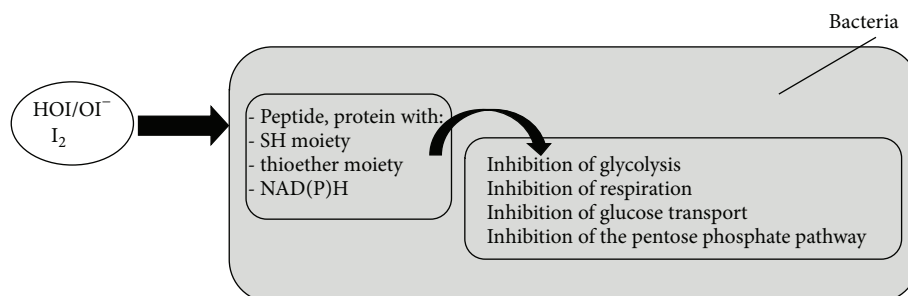 Bacteria
HOI/OI⁻
I₂
- Peptide, protein with:
- SH moiety
- thioether moiety
- NAD(P)H
Inhibition of glycolysis
Inhibition of respiration
Inhibition of glucose transport
Inhibition of the pentose phosphate pathway